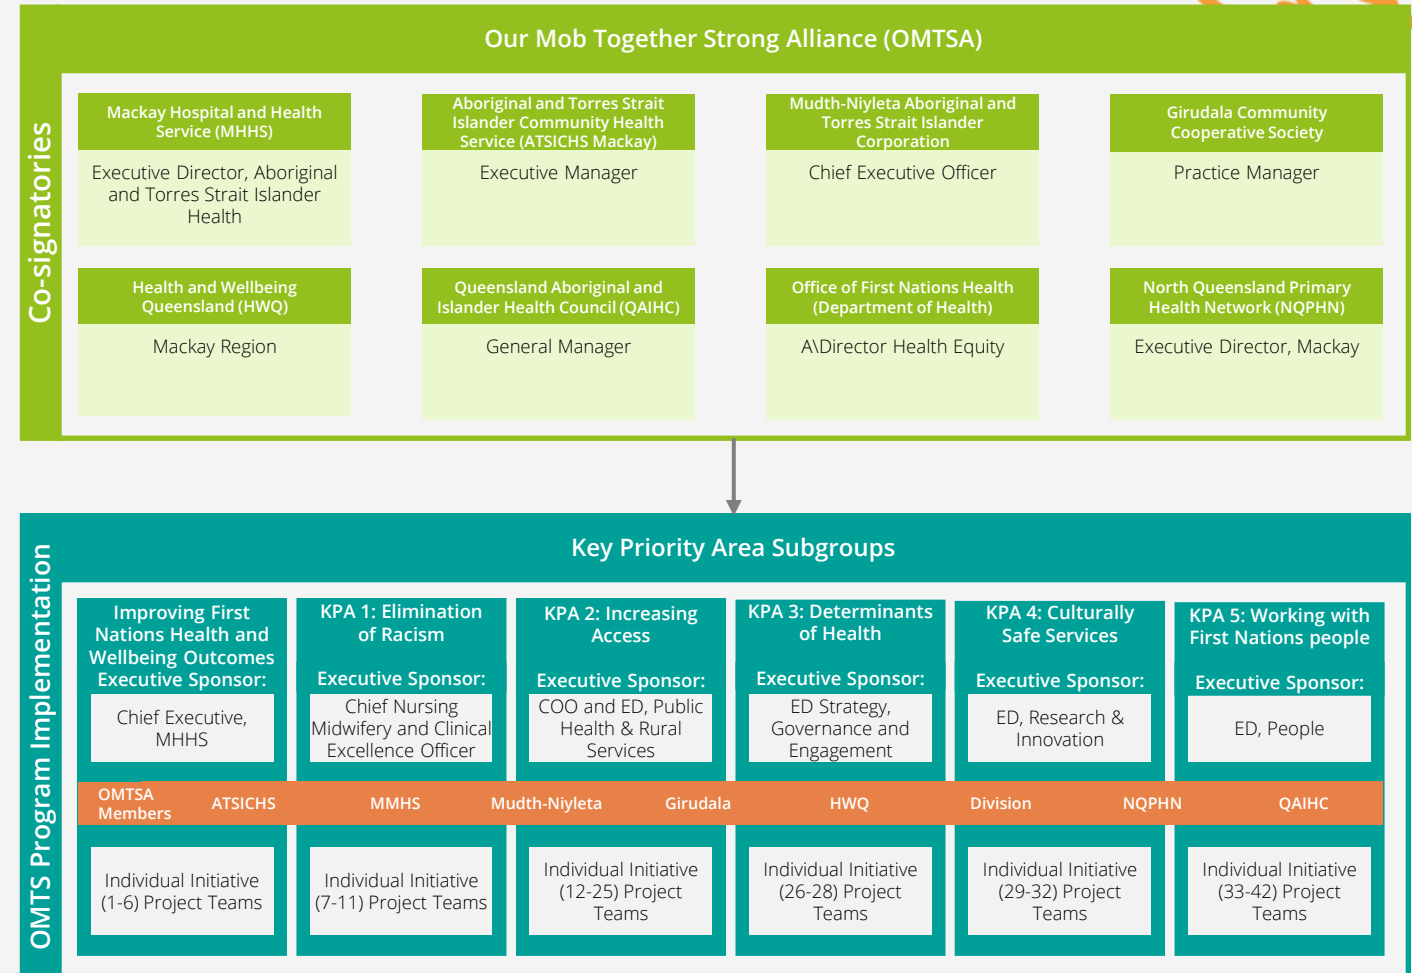 Our Mob Together Strong Alliance (OMTSA)
Co-signatories
Mackay Hospital and Health
Service (MHHS)
Executive Director, Aboriginal
and Torres Strait Islander
Health
Aboriginal and Torres Strait
Islander Community Health
Service (ATSICHS Mackay)
Executive Manager
Mudth-Niyleta Aboriginal and
Torres Strait Islander
Corporation
Chief Executive Officer
Girudala Community
Cooperative Society
Practice Manager
Health and Wellbeing
Queensland (HWQ)
Mackay Region
Queensland Aboriginal and
Islander Health Council (QAIHC)
General Manager
Office of First Nations Health
(Department of Health)
A\Director Health Equity
North Queensland Primary
Health Network (NQPHN)
Executive Director, Mackay
OMTS Program Implementation
Key Priority Area Subgroups
Improving First
Nations Health and
Wellbeing Outcomes
Executive Sponsor:
Chief Executive,
MHHS
KPA 1: Elimination
of Racism
Executive Sponsor:
Chief Nursing
Midwifery and Clinical
Excellence Officer
KPA 2: Increasing
Access
Executive Sponsor:
COO and ED, Public
Health & Rural
Services
KPA 3: Determinants
of Health
Executive Sponsor:
ED Strategy,
Governance and
Engagement
KPA 4: Culturally
Safe Services
Executive Sponsor:
ED, Research &
Innovation
KPA 5: Working with
First Nations people
Executive Sponsor:
ED, People
OMTSA
Members
ATSICHS
MMHS
Mudth-Niyleta
Girudala
HWQ
Division
NQPHN
QAIHC
Individual Initiative
(1-6) Project Teams
Individual Initiative
(7-11) Project Teams
Individual Initiative
(12-25) Project
Teams
Individual Initiative
(26-28) Project
Teams
Individual Initiative
(29-32) Project
Teams
Individual Initiative
(33-42) Project
Teams